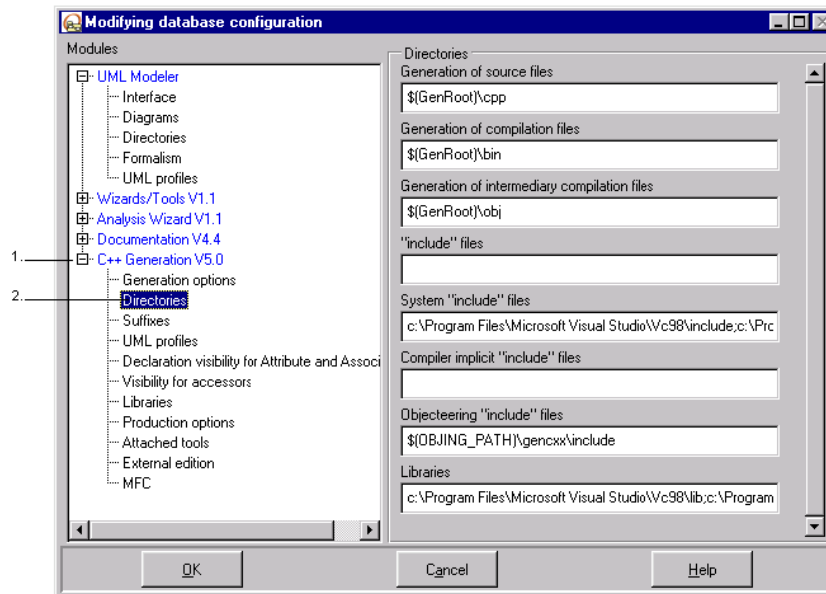 Modifying database configuration
Modules
UML Modeler
Interface
Diagrams
Directories
Formalism
UML profiles
Wizards/Tools V1.1
Analysis Wizard V1.1
Documentation V4.4
1.
C++ Generation V5.0
Generation options
2.
Directories
Suffixes
UML profiles
Declaration visibility for Attribute and Associ
Visibility for accessors
Libraries
Production options
Attached tools
External edition
MFC
Directories
Generation of source files
$(GenRoot)\cpp
Generation of compilation files
$(GenRoot)\bin
Generation of intermediary compilation files
$(GenRoot)\obj
"include" files
System "include" files
c:\Program Files\Microsoft Visual Studio\Vc98\include;c:\Prc
Compiler implicit "include" files
Objecteering "include" files
$(OBJING_PATH)\gencxx\include
Libraries
c:\Program Files\Microsoft Visual Studio\Vc98\lib;c:\Program
OK
Cancel
Help